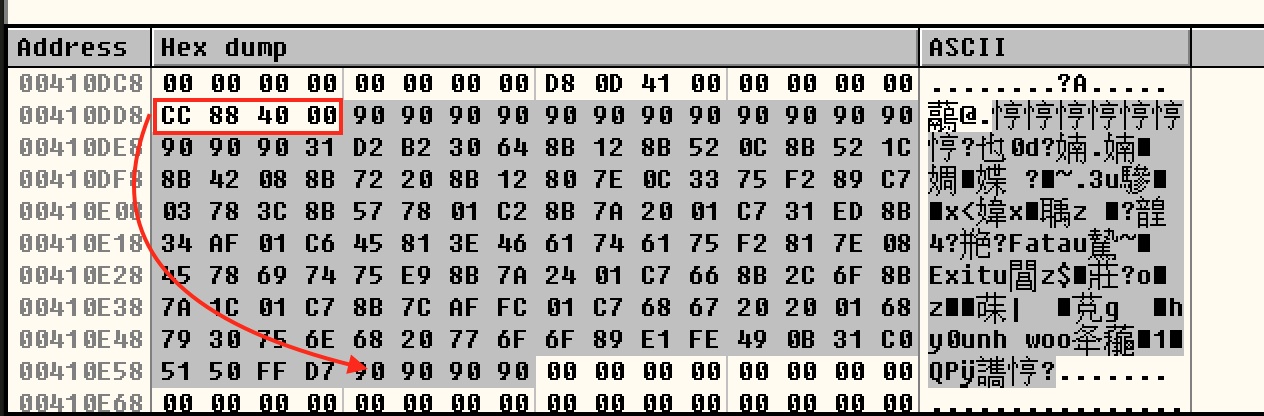 Address Hex dump ASCII
00410DC8 00 00 00 00 00 00 00 00 D8 0D 41 00 00 00 00 00 ........?A.....
00410DD8 CC 88 40 00 90 90 90 90 90 90 90 90 90 90 90 90 @.悙悙悙悙悙悙
00410DE8 90 90 90 31 D2 B2 30 64 8B 12 8B 52 0C 8B 52 1C 悙?也0d?婻.婻■
00410DF8 8B 42 08 8B 72 20 8B 12 80 7E 0C 33 75 F2 89 C7 婤■媟 ?■~.3u驂■
00410E08 03 78 3C 8B 57 78 01 C2 8B 7A 20 01 C7 31 ED 8B ■x<媁x■聥z ■?韹
00410E18 34 AF 01 C6 45 81 3E 46 61 74 61 75 F2 81 7E 08 4?艵?Fatau騺~■
00410E28 45 78 69 74 75 E9 8B 7A 24 01 C7 66 8B 2C 6F 8B Exitu閶z$■莊?o■
00410E38 7A 1C 01 C7 8B 7C AF FC 01 C7 68 67 20 20 01 68 z■■菋| ■莌g ■h
00410E48 79 30 75 6E 68 20 77 6F 6F 89 E1 FE 49 0B 31 C0 y0unh woo夅䦶■1■
00410E58 51 50 FF D7 90 90 90 90 00 00 00 00 00 00 00 00 QPÿ讗悙?.......
00410E68 00 00 00 00 00 00 00 00 00 00 00 00 00 00 00 00 ................